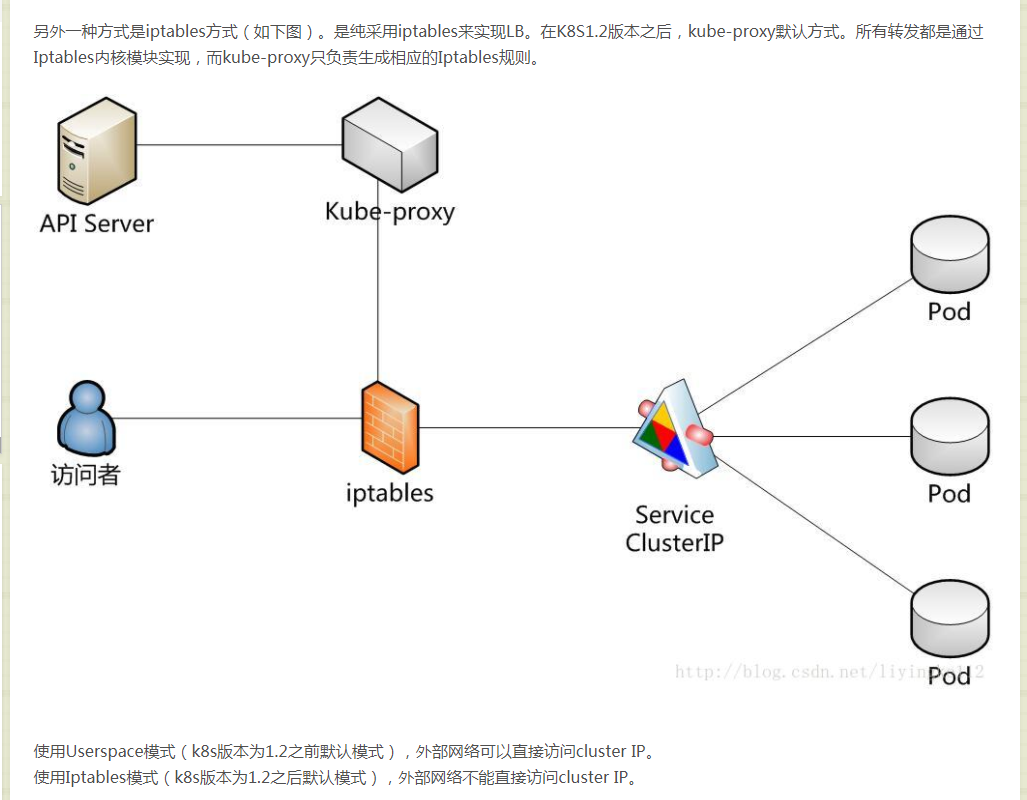 另外一种方式是iptables方式（如下图）。是纯采用iptables来实现LB。在K8S1.2版本之后，kube-proxy默认方式。所有转发都是通过
Iptables内核模块实现，而kube-proxy只负责生成相应的Iptables规则。
API Server
Kube-proxy
Pod
访问者
iptables
Pod
Service
ClusterIP
Pod
使用Userspace模式（k8s版本为1.2之前默认模式），外部网络可以直接访问cluster IP。
使用Iptables模式（k8s版本为1.2之后默认模式），外部网络不能直接访问cluster IP。